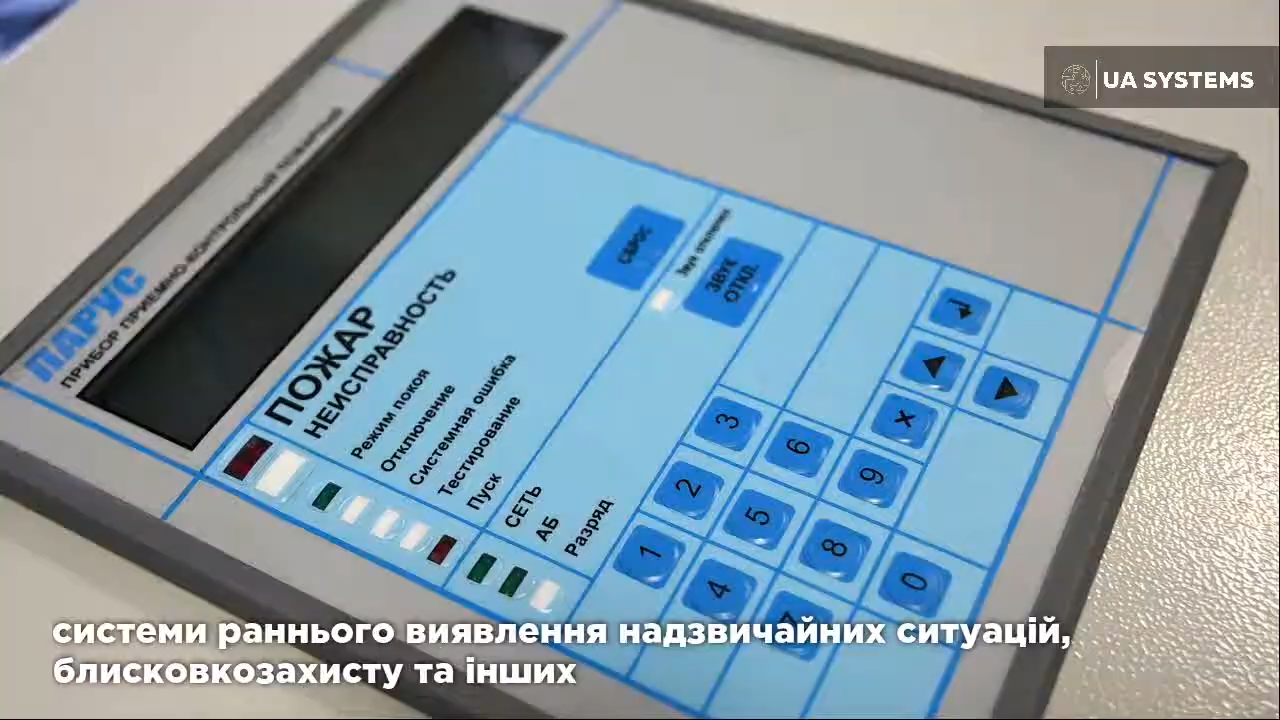 UA SYSTEMS
ПАРУС
ПРИБОР ПРИЕМНО-КОНТРОЛЬНЫЙ ПОЖАРНЫЙ
ПОЖАР
НЕИСПРАВНОСТЬ
Режим покоя
Отключение
Системная ошибка
Тестирование
Пуск
СЕТЬ
АБ
Разряд
СБРОС
Звук отключен
ЗВУК
ОТКЛ.
1
2
3
4
5
6
7
8
9
x
0
системи раннього виявлення надзвичайних ситуацій,
блисковкозахисту та інших